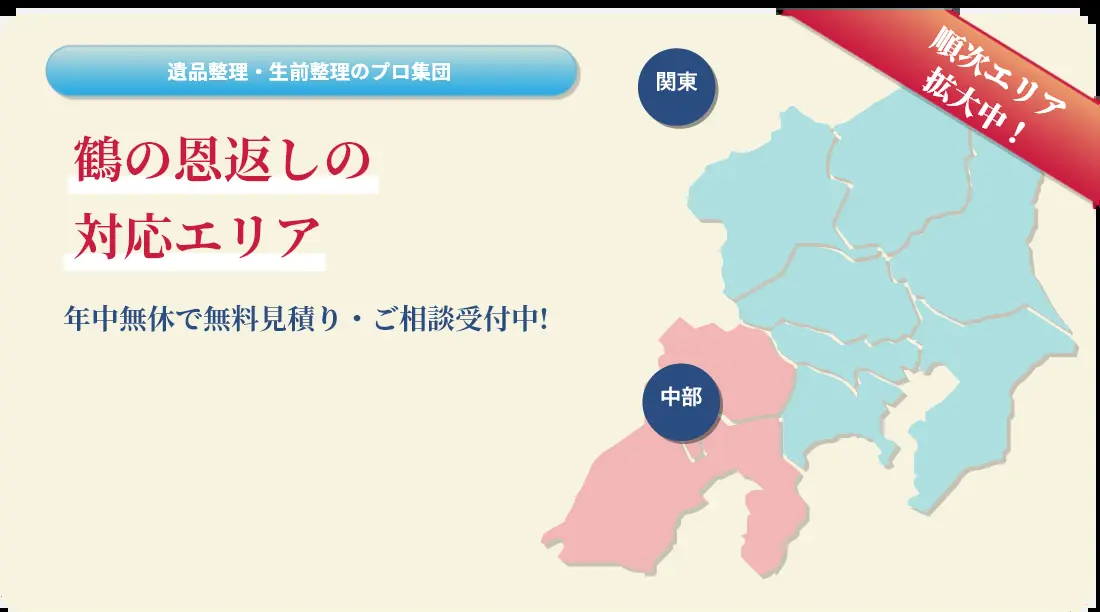 遺品整理・生前整理のプロ集団
鶴の恩返しの
対応エリア
年中無休で無料見積り・ご相談受付中!
関東
順次エリア
拡大中！
中部